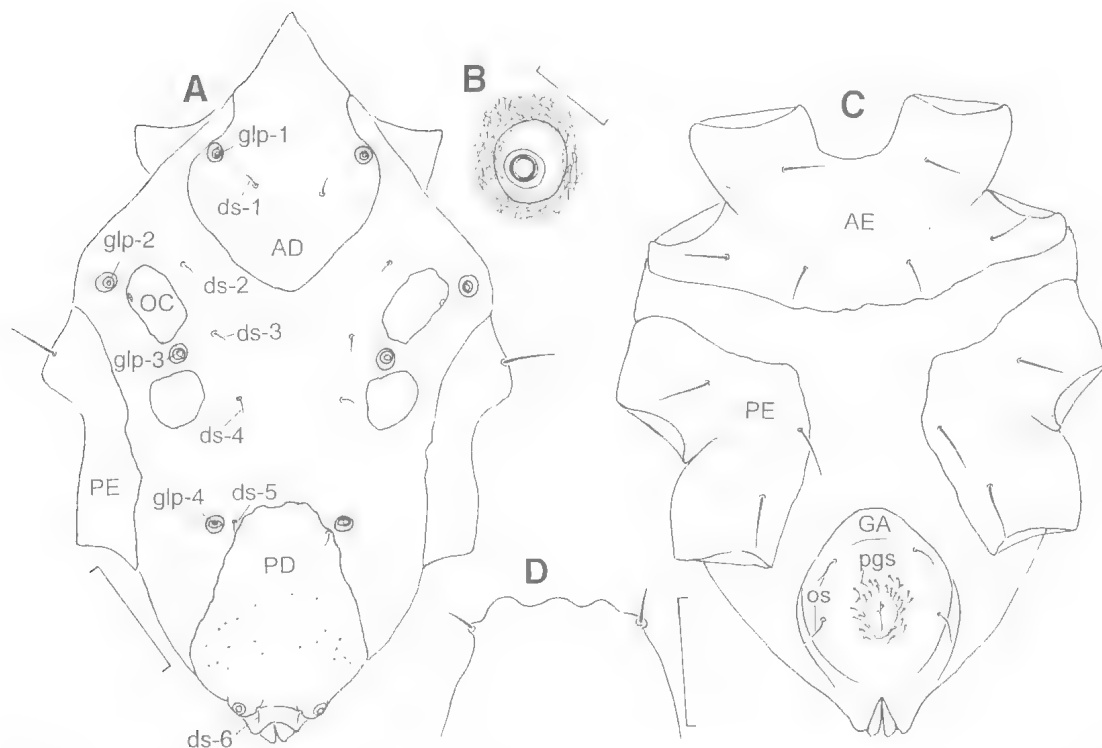 A
B
C
glp-1
ds-1
AD
AE
glp-2
OC
ds-2
ds-3
glp-3
PE
ds-4
PE
glp-4
ds-5
GA
PD
D
pgs
os
ds-6